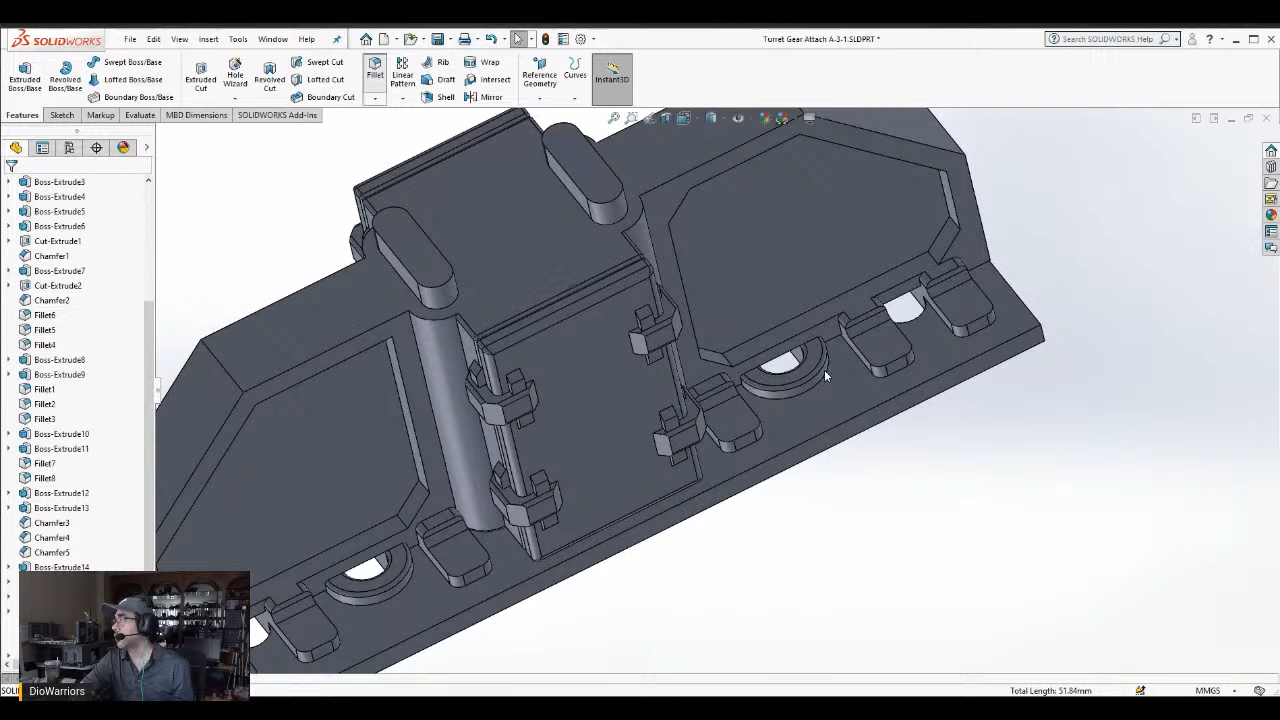 SOLIDWORKS File Edit View Insert Tools Window Help Turret Gear Attach A-3-1.SLDPRT * Search SOLIDWORKS Help
Extruded Boss/Base
Revolved Boss/Base
Swept Boss/Base
Lofted Boss/Base
Boundary Boss/Base
Extruded Cut
Hole Wizard
Revolved Cut
Swept Cut
Lofted Cut
Boundary Cut
Fillet
Linear Pattern
Rib
Draft
Shell
Wrap
Intersect
Mirror
Reference Geometry
Curves
Instant3D
Features Sketch Markup Evaluate MBD Dimensions SOLIDWORKS Add-Ins
Boss-Extrude3
Boss-Extrude4
Boss-Extrude5
Boss-Extrude6
Cut-Extrude1
Chamfer1
Boss-Extrude7
Cut-Extrude2
Chamfer2
Fillet6
Fillet5
Fillet4
Boss-Extrude8
Boss-Extrude9
Fillet1
Fillet2
Fillet3
Boss-Extrude10
Boss-Extrude11
Fillet7
Fillet8
Boss-Extrude12
Boss-Extrude13
Chamfer3
Chamfer4
Chamfer5
Boss-Extrude14
DioWarriors
Total Length: 51.84mm MMGS